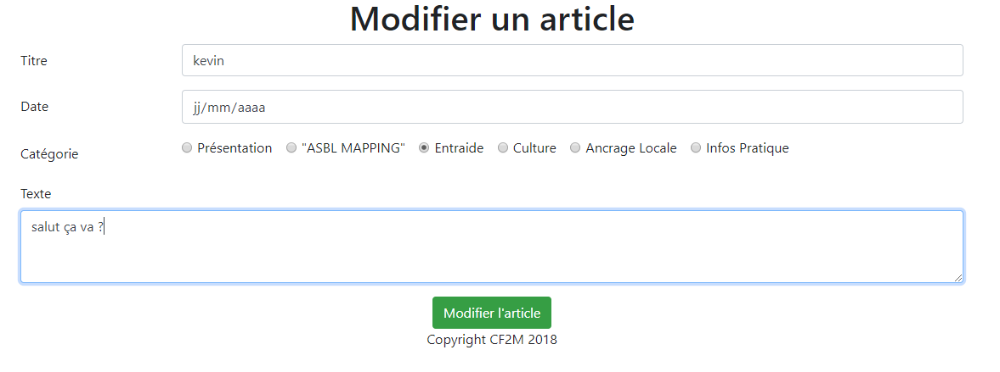 Modifier un article
Titre
kevin
Date
jj/mm/aaaa
Catégorie
Présentation "ASBL MAPPING" Entraide Culture Ancrage Locale Infos Pratique
Texte
salut ça va ?
Modifier l'article
Copyright CF2M 2018